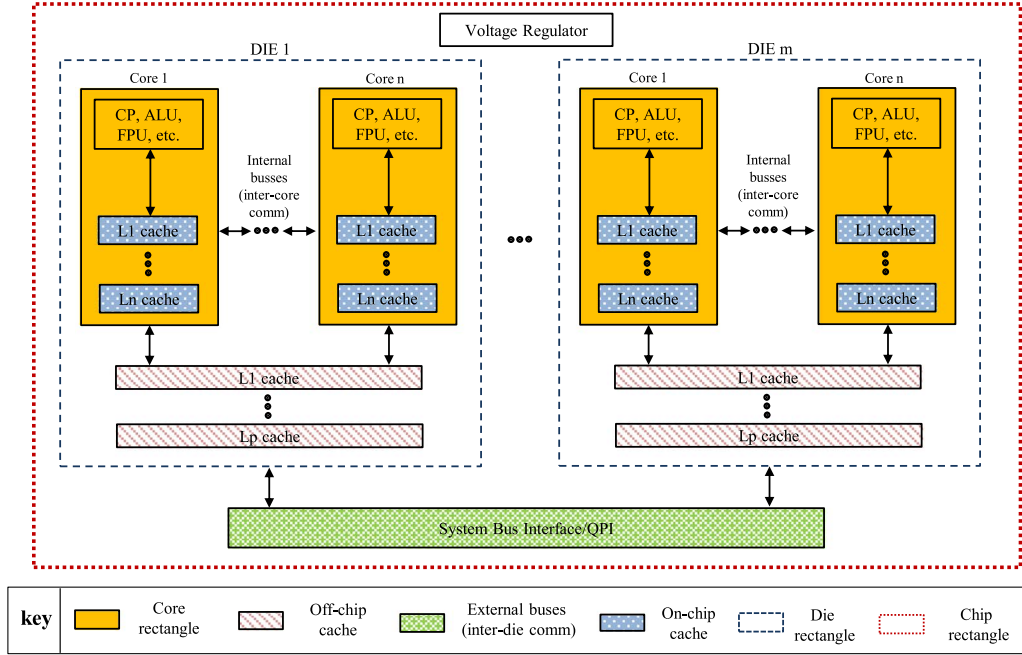 Voltage Regulator
DIE 1
DIE m
Core 1
Core n
Core 1
Core n
CP, ALU,
FPU, etc.
CP, ALU,
FPU, etc.
CP, ALU,
FPU, etc.
CP, ALU,
FPU, etc.
Internal
busses
(inter-core
comm)
Internal
busses
(inter-core
comm)
L1 cache
L1 cache
L1 cache
L1 cache
Ln cache
Ln cache
Ln cache
Ln cache
L1 cache
L1 cache
Lp cache
Lp cache
System Bus Interface/QPI
key
Core
rectangle
Off-chip
cache
External buses
(inter-die comm)
On-chip
cache
Die
rectangle
Chip
rectangle